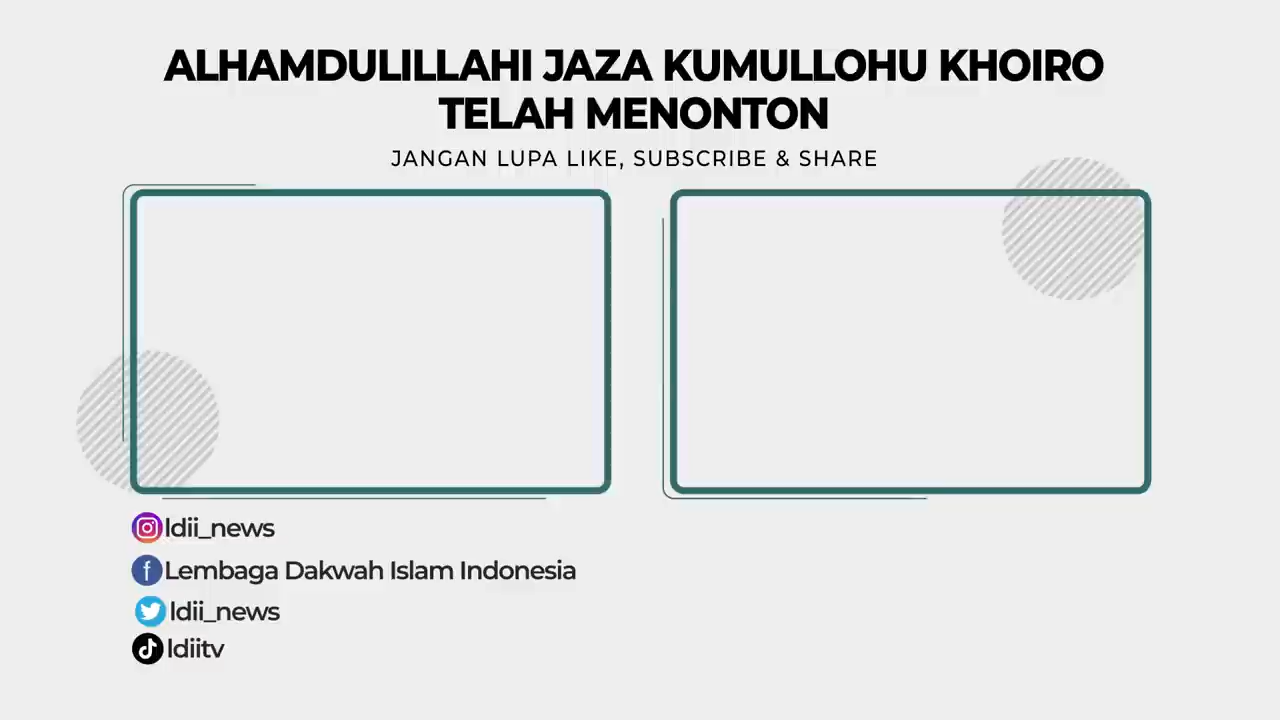 ALHAMDULILLAHI JAZA KUMULLOHU KHOIRO
TELAH MENONTON
JANGAN LUPA LIKE, SUBSCRIBE & SHARE
ldii_news
Lembaga Dakwah Islam Indonesia
ldii_news
ldiitv